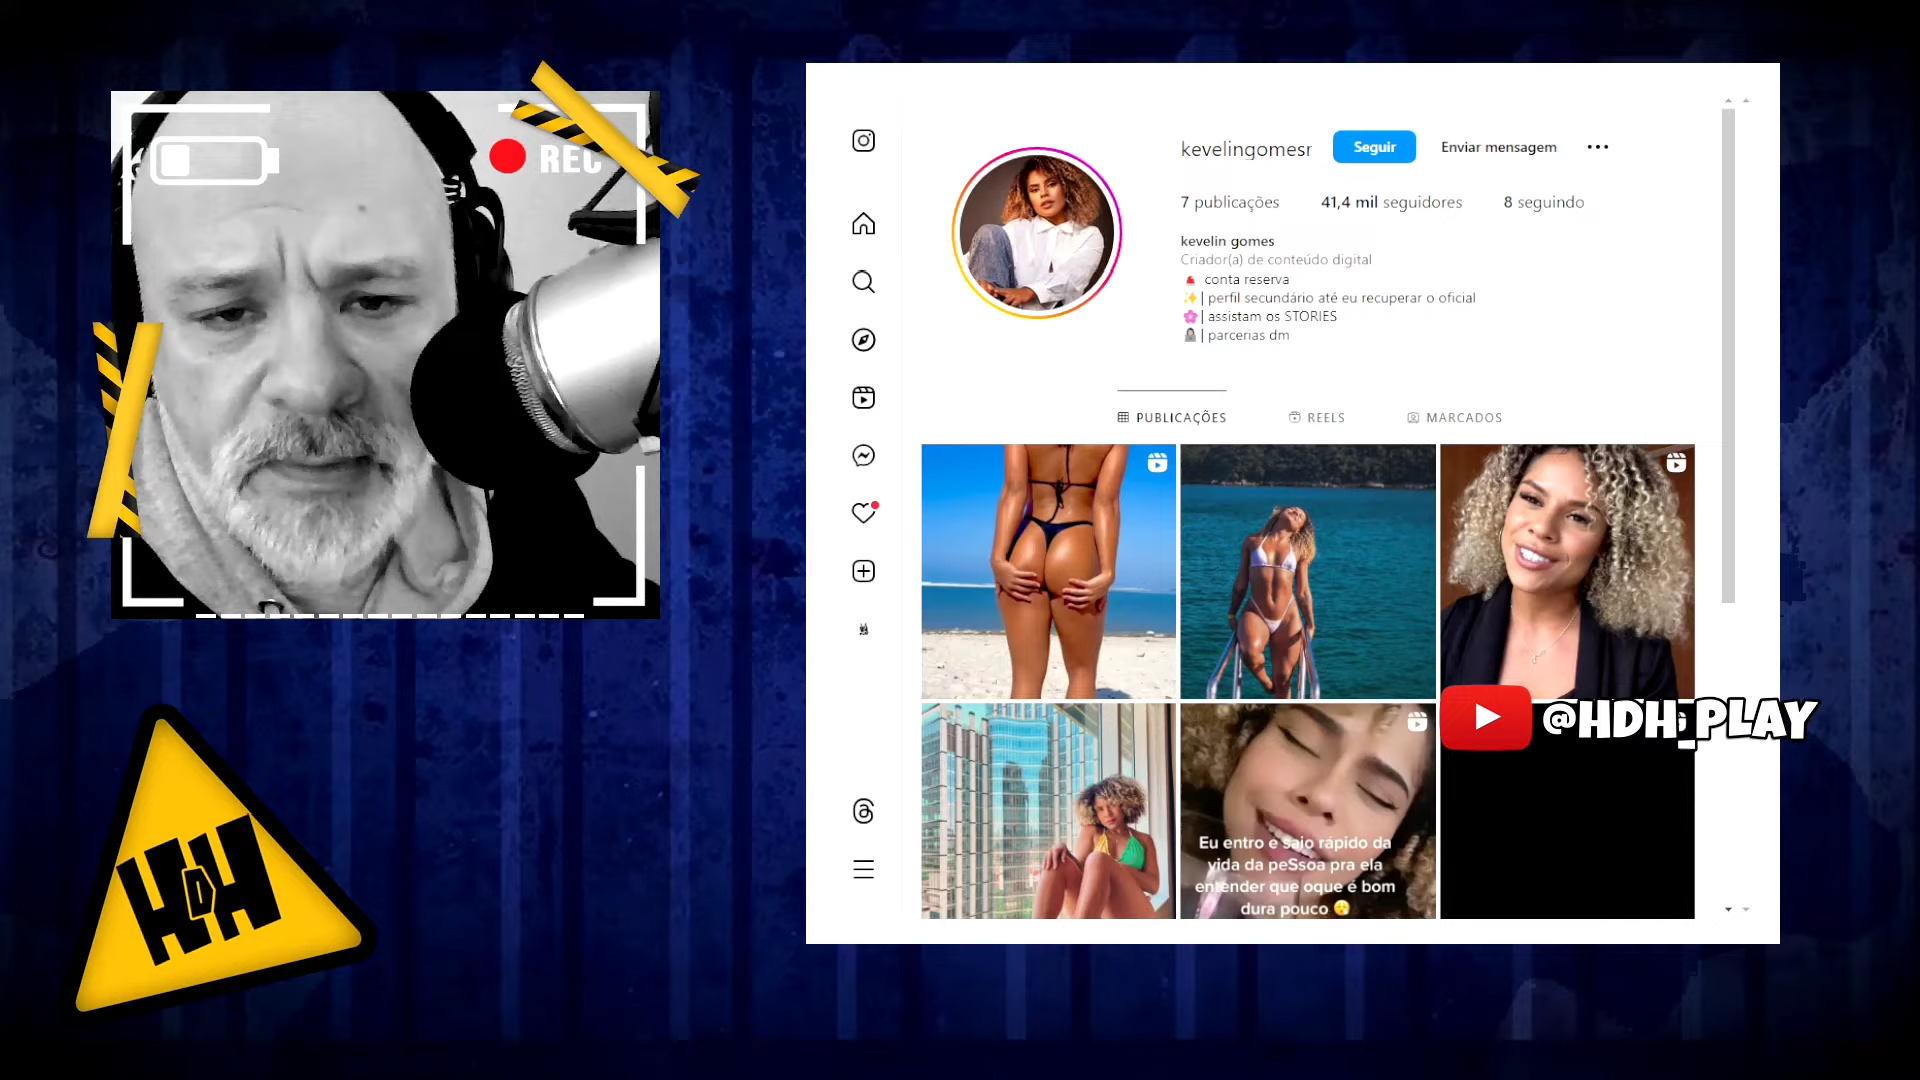 REC
kevelingomesr
Seguir
Enviar mensagem
7 publicações
41,4 mil seguidores
8 seguindo
kevelin gomes
Criador(a) de conteúdo digital
🚨 conta reserva
✨| perfil secundário até eu recuperar o oficial
🌸| assistam os STORIES
| parcerias dm
PUBLICAÇÕES
REELS
MARCADOS
@HDH_PLAY
Eu entro e saio rápido da
vida da peSsoa pra ela
entender que oque é bom
dura pouco 😮‍💨
HDH